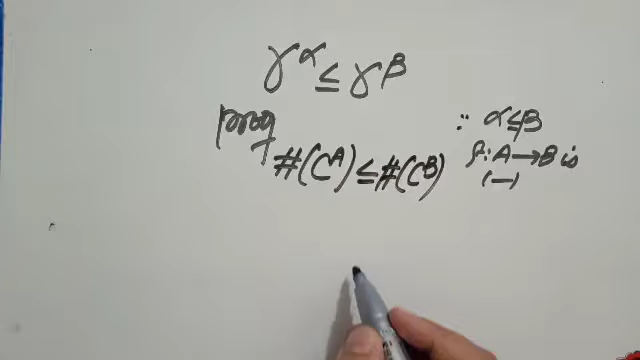 γ^α ≤ γ^β
proof
∵ α ≤ β
#(C^A) ≤ #(C^B)
f: A → B is
(1-1)